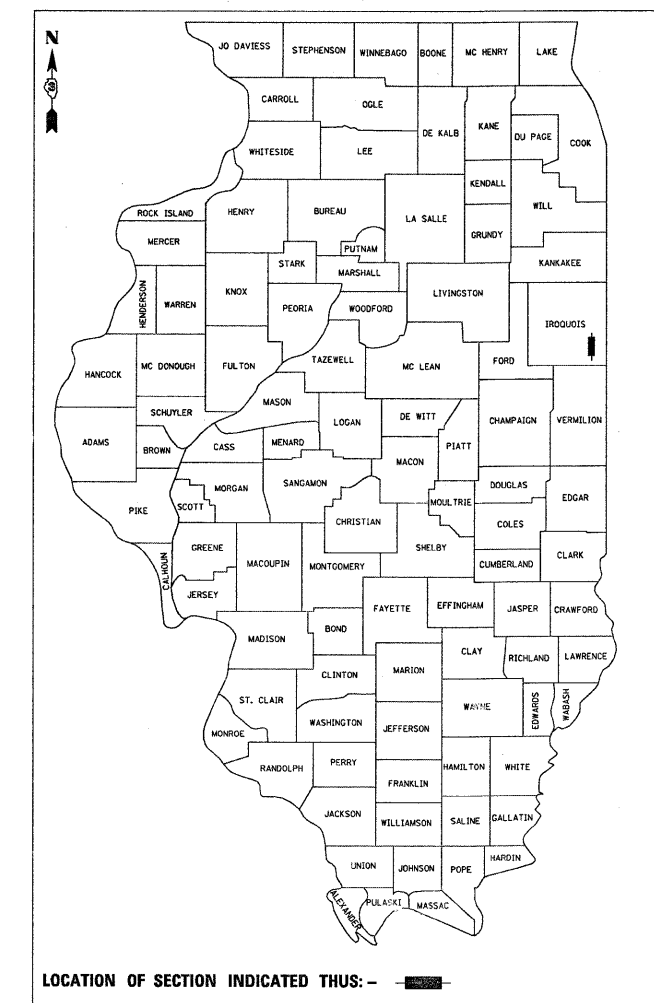 N
JO DAVIESS STEPHENSON WINNEBAGO BOONE MC HENRY LAKE
CARROLL OGLE DE KALB KANE DU PAGE COOK
WHITESIDE LEE
KENDALL WILL
ROCK ISLAND HENRY BUREAU LA SALLE GRUNDY
MERCER PUTNAM KANKAKEE
STARK MARSHALL
HENDERSON WARREN KNOX PEORIA WOODFORD LIVINGSTON IROQUOIS
HANCOCK MC DONOUGH FULTON TAZEWELL MC LEAN FORD
SCHUYLER MASON LOGAN DE WITT CHAMPAIGN VERMILION
ADAMS BROWN CASS MENARD PIATT
MACON
PIKE SCOTT MORGAN SANGAMON MOULTRIE DOUGLAS EDGAR
CHRISTIAN COLES
CALHOUN GREENE MACOUPIN MONTGOMERY SHELBY CUMBERLAND CLARK
JERSEY FAYETTE EFFINGHAM JASPER CRAWFORD
MADISON BOND
CLINTON MARION CLAY RICHLAND LAWRENCE
ST. CLAIR WASHINGTON JEFFERSON WAYNE EDWARDS WABASH
MONROE
RANDOLPH PERRY FRANKLIN HAMILTON WHITE
JACKSON WILLIAMSON SALINE GALLATIN
UNION JOHNSON POPE HARDIN
ALEXANDER PULASKI MASSAC
LOCATION OF SECTION INDICATED THUS: –